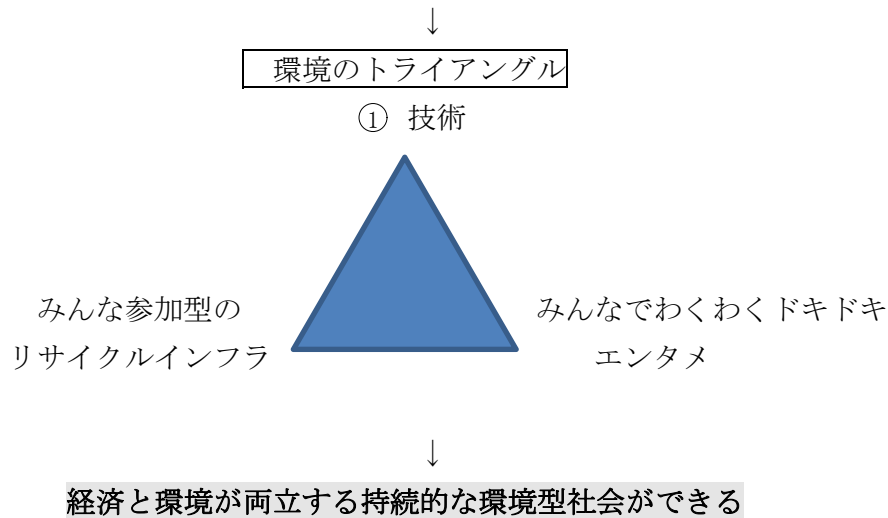 ↓
環境のトライアングル
① 技術
みんな参加型の
リサイクルインフラ
みんなでわくわくドキドキ
エンタメ
↓
経済と環境が両立する持続的な環境型社会ができる